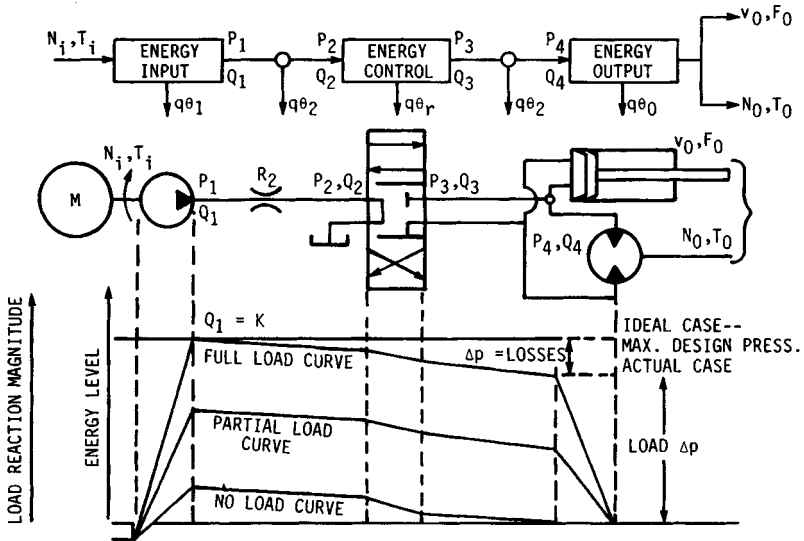 N_i,T_i
ENERGY INPUT
P_1
Q_1
qθ_1
qθ_2
P_2
Q_2
ENERGY CONTROL
qθ_r
P_3
Q_3
qθ_2
P_4
Q_4
ENERGY OUTPUT
qθ_0
v_0,F_0
N_0,T_0
M
N_i,T_i
P_1
Q_1
R_2
P_2,Q_2
P_3,Q_3
v_0,F_0
P_4,Q_4
N_0,T_0
LOAD REACTION MAGNITUDE
ENERGY LEVEL
Q_1 = K
FULL LOAD CURVE
Δp =LOSSES
IDEAL CASE--
MAX. DESIGN PRESS.
ACTUAL CASE
PARTIAL LOAD
CURVE
LOAD Δp
NO LOAD CURVE